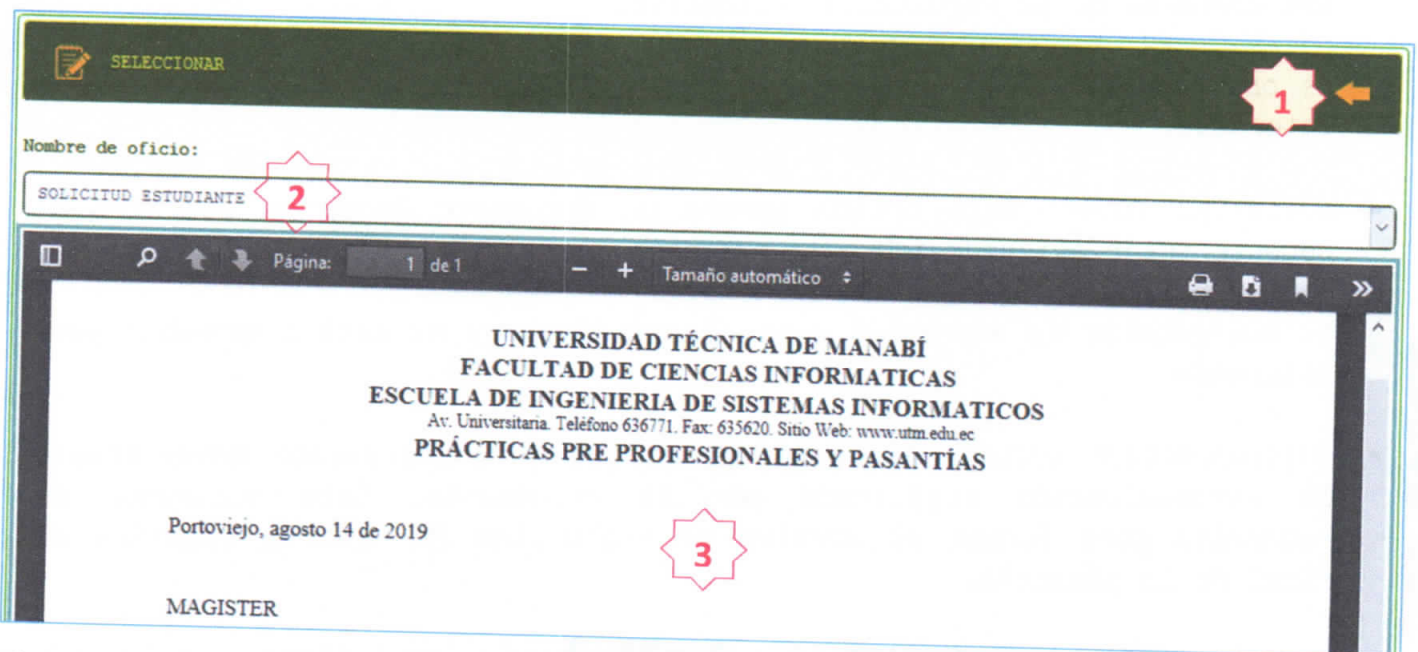 SELECCIONAR
1
Nombre de oficio:
SOLICITUD ESTUDIANTE
2
Página: 1 de 1
Tamaño automático
UNIVERSIDAD TÉCNICA DE MANABÍ
FACULTAD DE CIENCIAS INFORMATICAS
ESCUELA DE INGENIERIA DE SISTEMAS INFORMATICOS
Av. Universitaria. Teléfono 636771. Fax: 635620. Sitio Web: www.utm.edu.ec
PRÁCTICAS PRE PROFESIONALES Y PASANTÍAS
Portoviejo, agosto 14 de 2019
3
MAGISTER